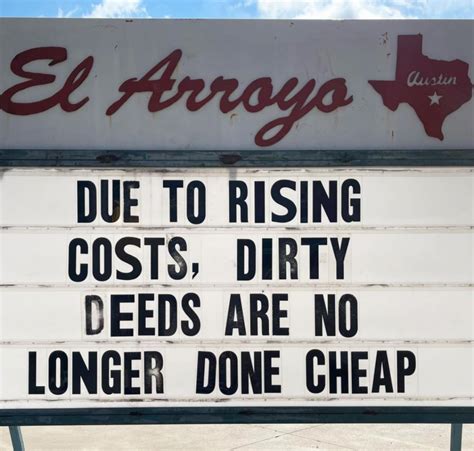 El Arroyo
Austin
DUE TO RISING
COSTS, DIRTY
DEEDS ARE NO
LONGER DONE CHEAP